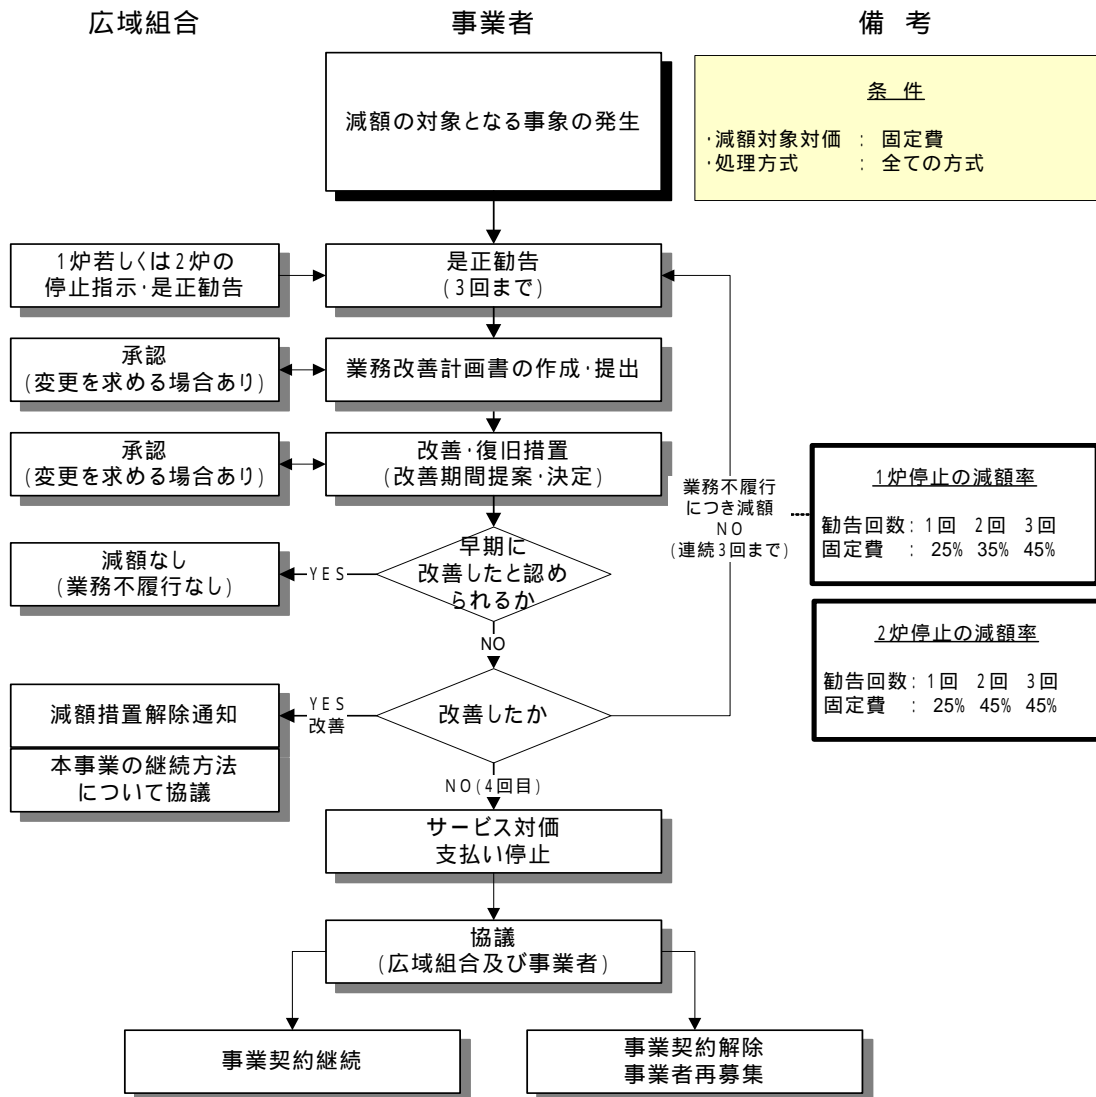 広域組合
事業者
備 考
減額の対象となる事象の発生
条 件
・減額対象対価 : 固定費
・処理方式 : 全ての方式
1炉若しくは2炉の
停止指示・是正勧告
是正勧告
(3回まで)
承認
(変更を求める場合あり)
業務改善計画書の作成・提出
承認
(変更を求める場合あり)
改善・復旧措置
(改善期間提案・決定)
業務不履行
につき減額
NO
(連続3回まで)
1炉停止の減額率
勧告回数: 1回 2回 3回
固定費 : 25% 35% 45%
減額なし
(業務不履行なし)
YES
早期に
改善したと認め
られるか
NO
2炉停止の減額率
勧告回数: 1回 2回 3回
固定費 : 25% 45% 45%
減額措置解除通知
YES
改善
改善したか
本事業の継続方法
について協議
NO(4回目)
サービス対価
支払い停止
協議
(広域組合及び事業者)
事業契約継続
事業契約解除
事業者再募集